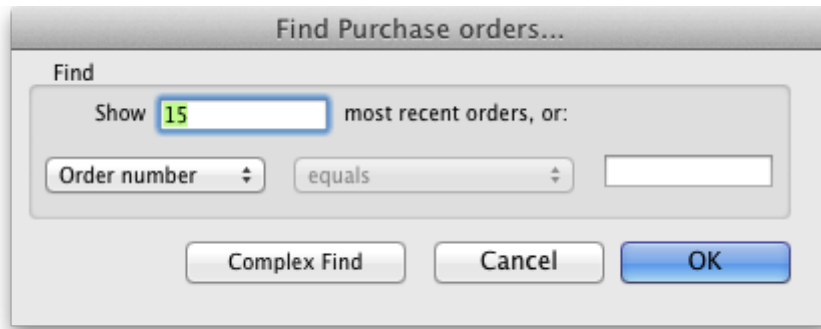 Find Purchase orders...
Find
Show 15 most recent orders, or:
Order number equals
Complex Find Cancel OK